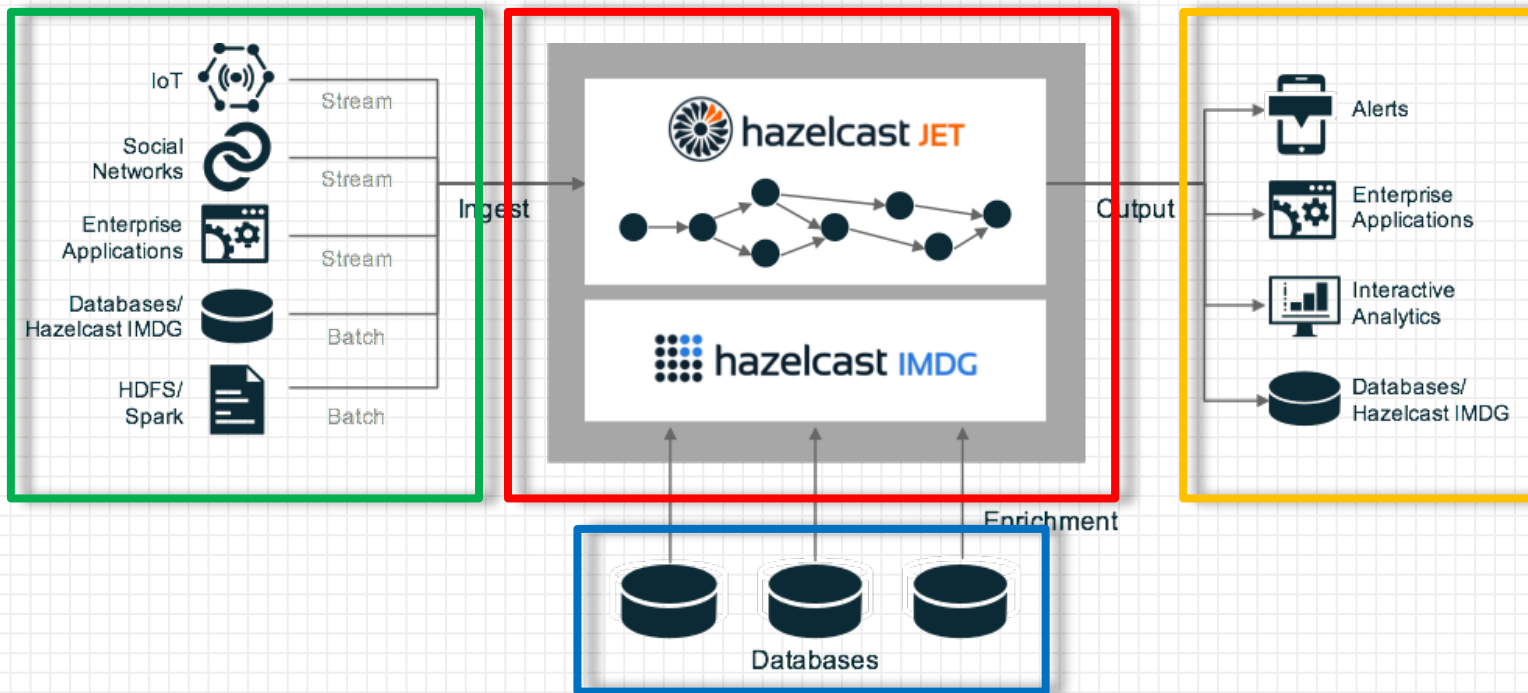 IoT
Stream
Social
Networks
Stream
Enterprise
Applications
Stream
Databases/
Hazelcast IMDG
Batch
HDFS/
Spark
Batch
Ingest
hazelcast JET
hazelcast IMDG
Output
Alerts
Enterprise
Applications
Interactive
Analytics
Databases/
Hazelcast IMDG
Enrichment
Databases